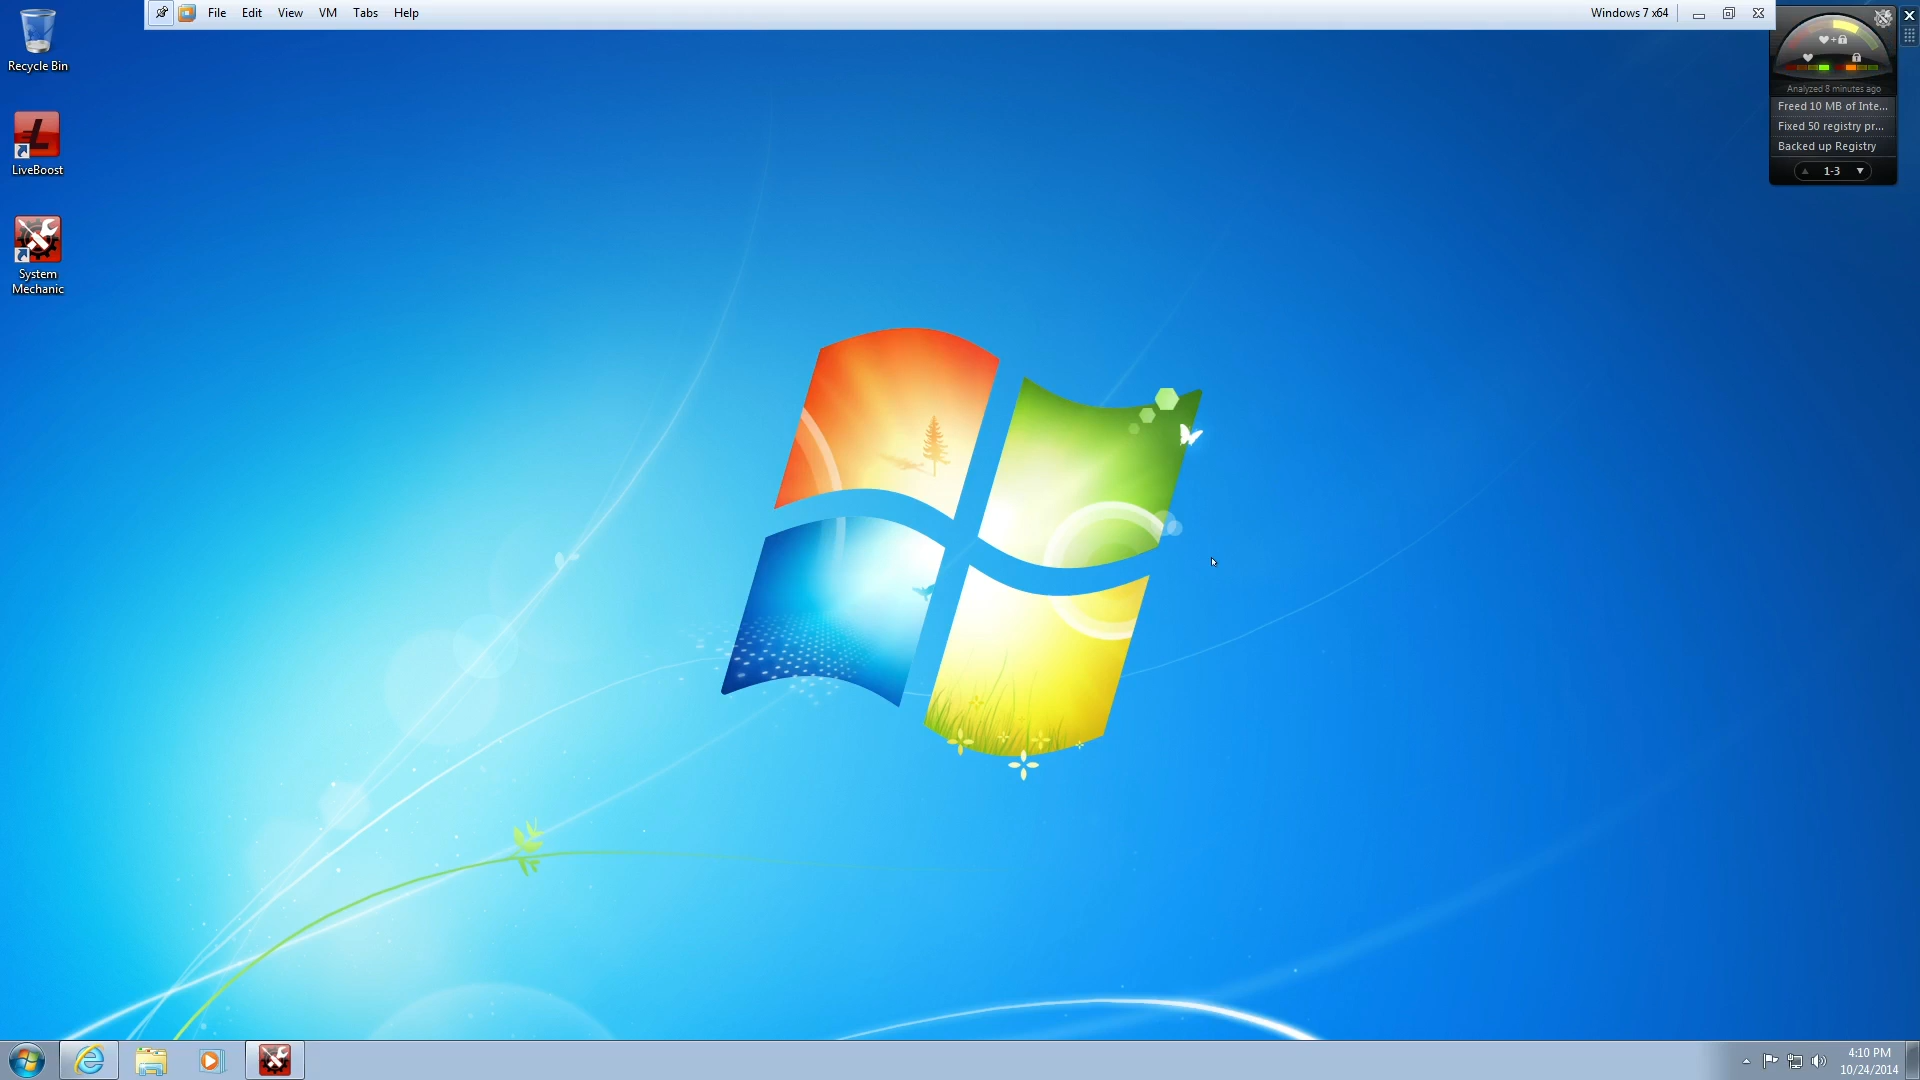 File Edit View VM Tabs Help
Windows 7 x64
Recycle Bin
LiveBoost
System
Mechanic
Analyzed 8 minutes ago
Freed 10 MB of Inte...
Fixed 50 registry pr...
Backed up Registry
1-3
4:10 PM
10/24/2014